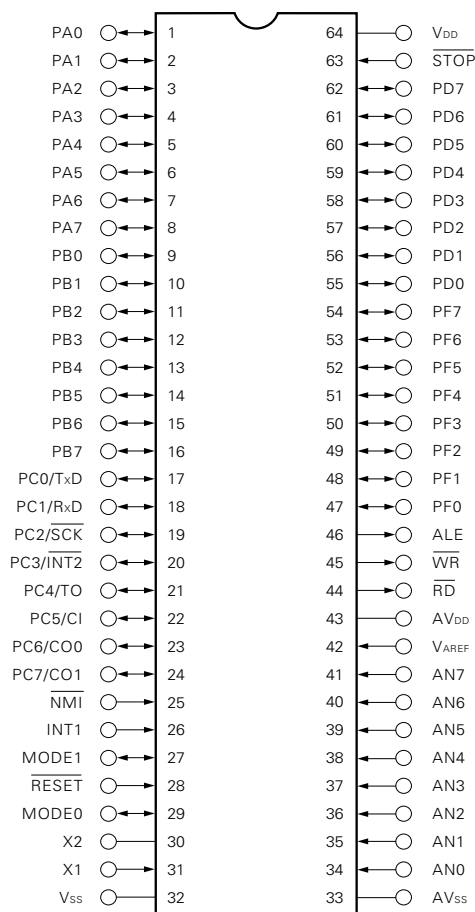 PA0 1 64 VDD
PA1 2 63 STOP
PA2 3 62 PD7
PA3 4 61 PD6
PA4 5 60 PD5
PA5 6 59 PD4
PA6 7 58 PD3
PA7 8 57 PD2
PB0 9 56 PD1
PB1 10 55 PD0
PB2 11 54 PF7
PB3 12 53 PF6
PB4 13 52 PF5
PB5 14 51 PF4
PB6 15 50 PF3
PB7 16 49 PF2
PC0/TxD 17 48 PF1
PC1/RxD 18 47 PF0
PC2/SCK 19 46 ALE
PC3/INT2 20 45 WR
PC4/TO 21 44 RD
PC5/CI 22 43 AVDD
PC6/CO0 23 42 VAREF
PC7/CO1 24 41 AN7
NMI 25 40 AN6
INT1 26 39 AN5
MODE1 27 38 AN4
RESET 28 37 AN3
MODE0 29 36 AN2
X2 30 35 AN1
X1 31 34 AN0
VSS 32 33 AVSS